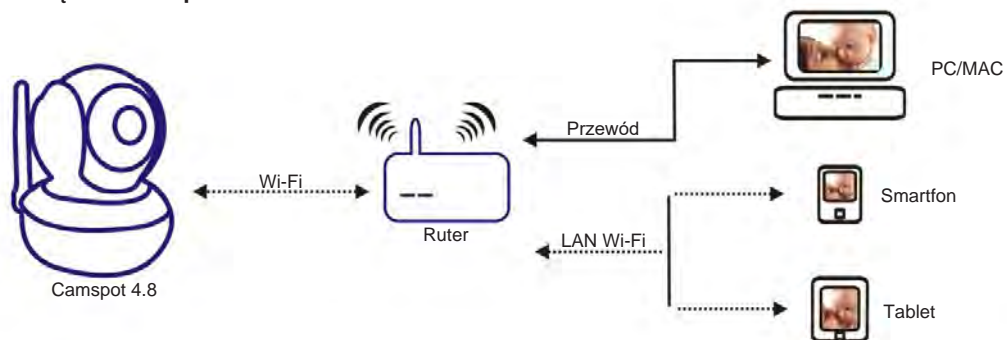 PC/MAC
Przewód
Wi-Fi
Smartfon
Ruter
LAN Wi-Fi
Camspot 4.8
Tablet